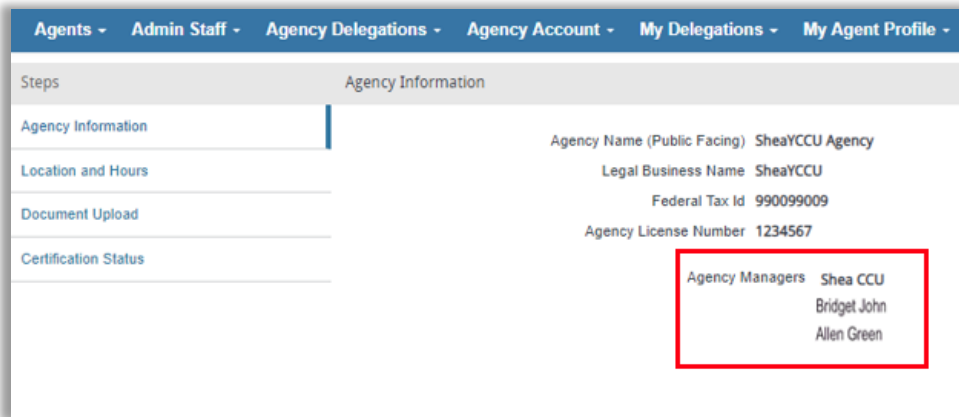 Agents Admin Staff Agency Delegations Agency Account My Delegations My Agent Profile
Steps
Agency Information
Agency Information
Location and Hours
Document Upload
Certification Status
Agency Name (Public Facing) SheaYCCU Agency
Legal Business Name SheaYCCU
Federal Tax Id 990099009
Agency License Number 1234567
Agency Managers Shea CCU
Bridget John
Allen Green